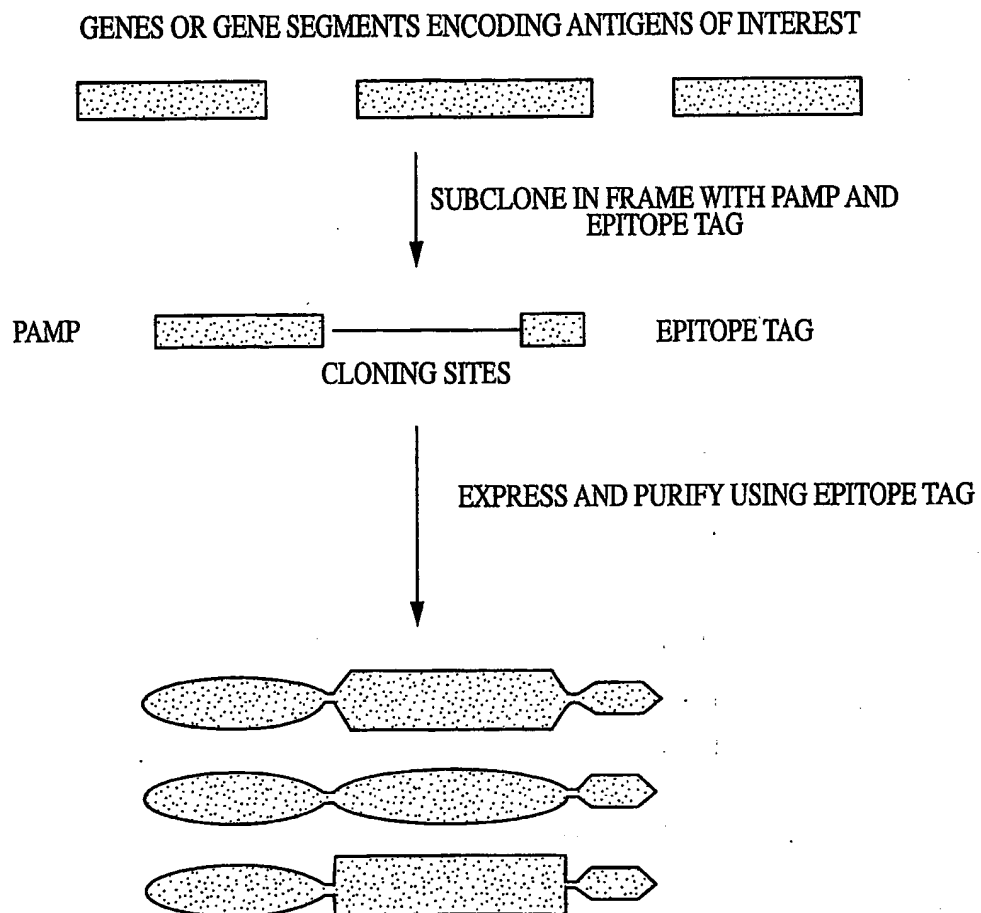 GENES OR GENE SEGMENTS ENCODING ANTIGENS OF INTEREST
SUBCLONE IN FRAME WITH PAMP AND
EPITOPE TAG
PAMP
EPITOPE TAG
CLONING SITES
EXPRESS AND PURIFY USING EPITOPE TAG